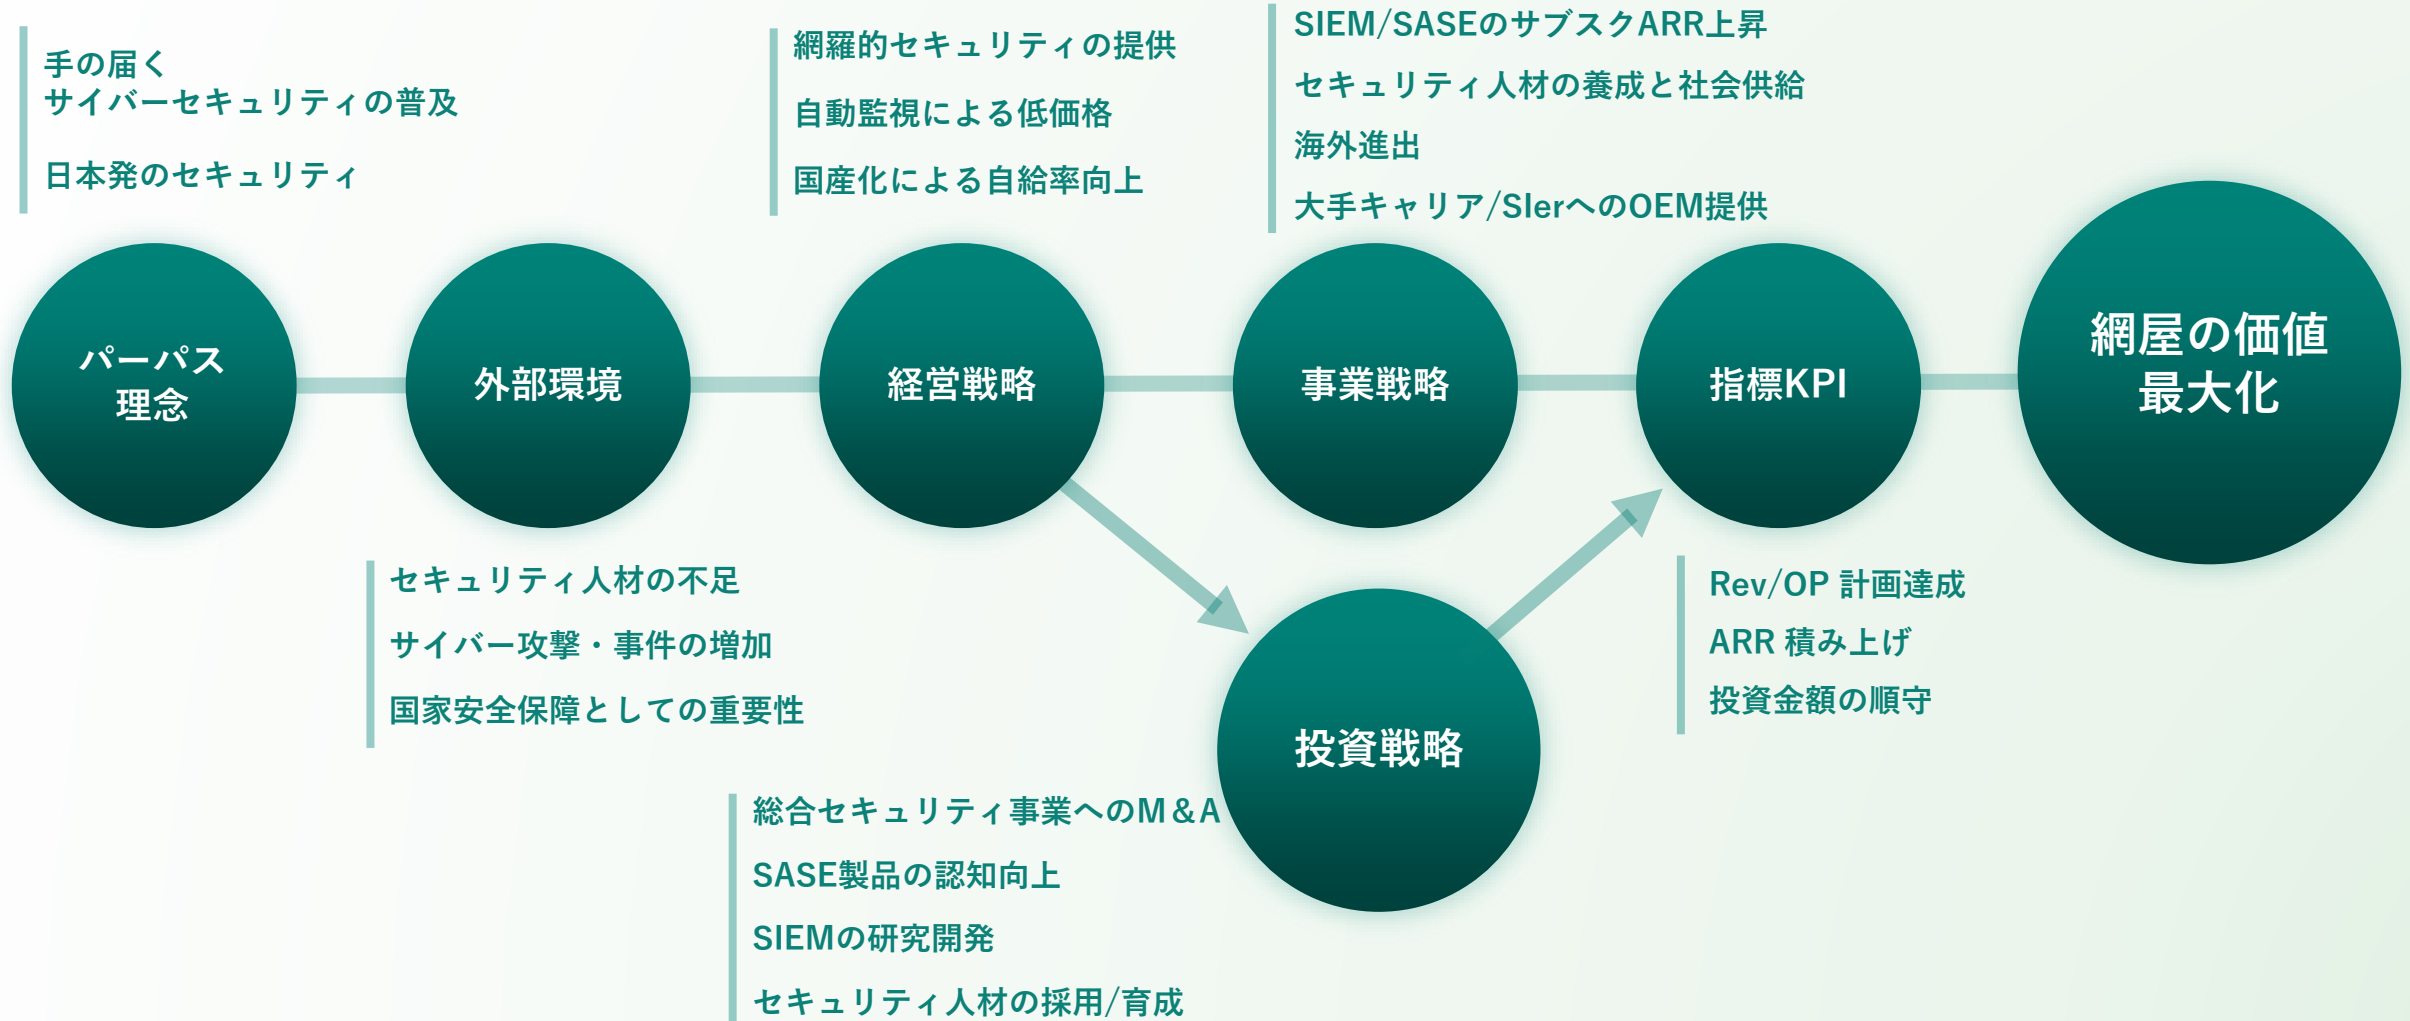 手の届く
サイバーセキュリティの普及
日本発のセキュリティ
パーパス
理念
外部環境
セキュリティ人材の不足
サイバー攻撃・事件の増加
国家安全保障としての重要性
網羅的セキュリティの提供
自動監視による低価格
国産化による自給率向上
経営戦略
SIEM/SASEのサブスクARR上昇
セキュリティ人材の養成と社会供給
海外進出
大手キャリア/SIerへのOEM提供
事業戦略
総合セキュリティ事業へのM&A
SASE製品の認知向上
SIEMの研究開発
セキュリティ人材の採用/育成
投資戦略
指標KPI
Rev/OP 計画達成
ARR 積み上げ
投資金額の順守
網屋の価値
最大化